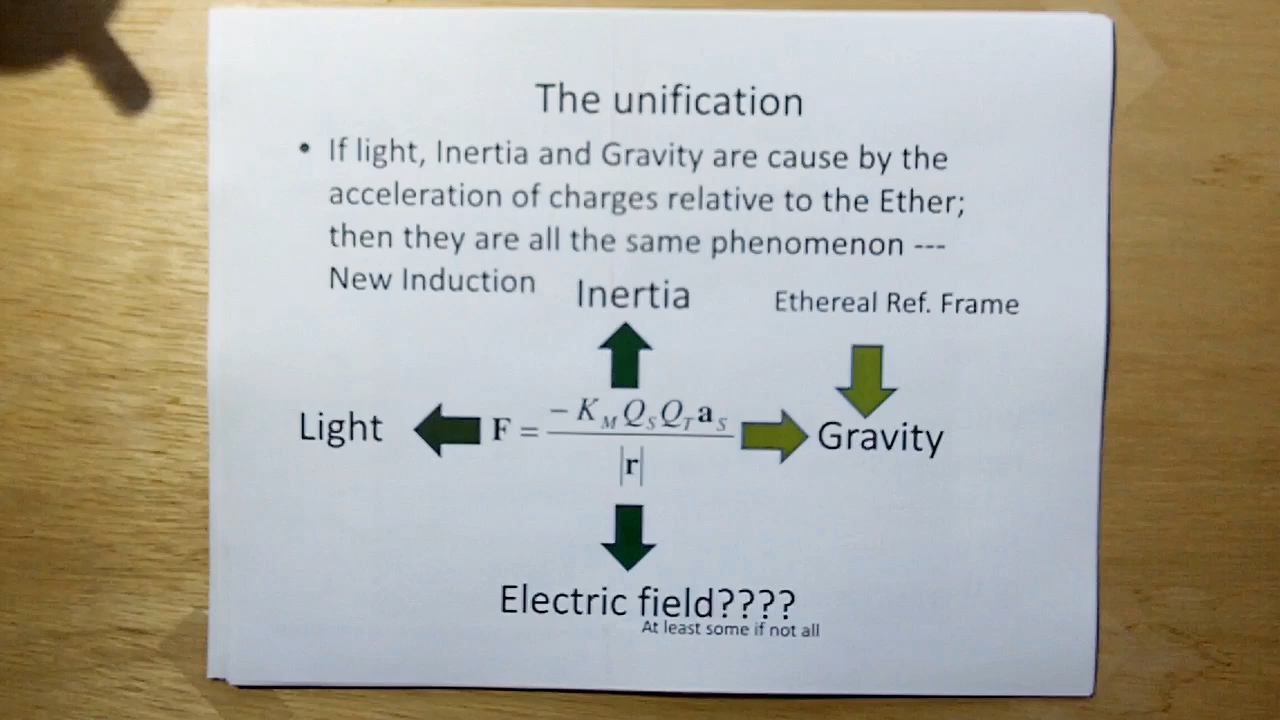 The unification
• If light, Inertia and Gravity are cause by the
acceleration of charges relative to the Ether;
then they are all the same phenomenon ---
New Induction
Inertia
Ethereal Ref. Frame
Light
F = −K_M Q_S Q_T a_S / |r|
Gravity
Electric field????
At least some if not all